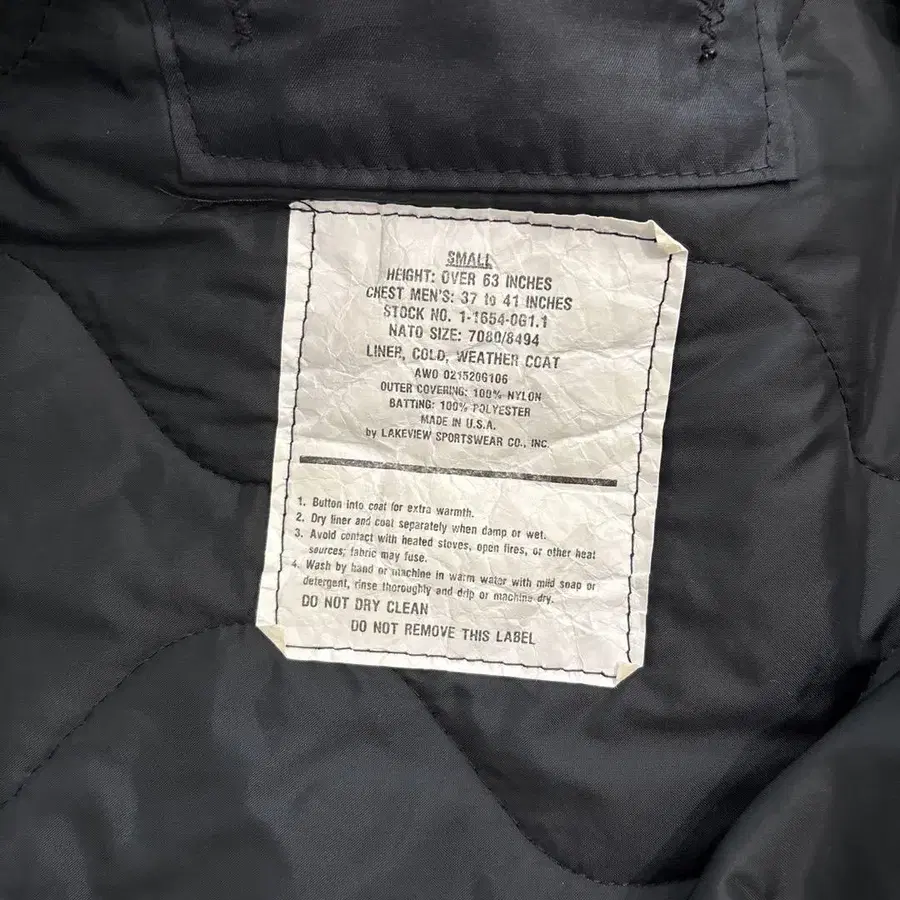 SMALL
HEIGHT: OVER 63 INCHES
CHEST MEN'S: 37 to 41 INCHES
STOCK NO. 1-1654-0G1.1
NATO SIZE: 7080/8494
LINER, COLD, WEATHER COAT
AWO 021520G106
OUTER COVERING: 100% NYLON
BATTING: 100% POLYESTER
MADE IN U.S.A.
by LAKEVIEW SPORTSWEAR CO., INC.
1. Button into coat for extra warmth.
2. Dry liner and coat separately when damp or wet.
3. Avoid contact with heated stoves, open fires, or other heat
sources; fabric may fuse.
4. Wash by hand or machine in warm water with mild soap or
detergent, rinse thoroughly and drip or machine dry.
DO NOT DRY CLEAN
DO NOT REMOVE THIS LABEL